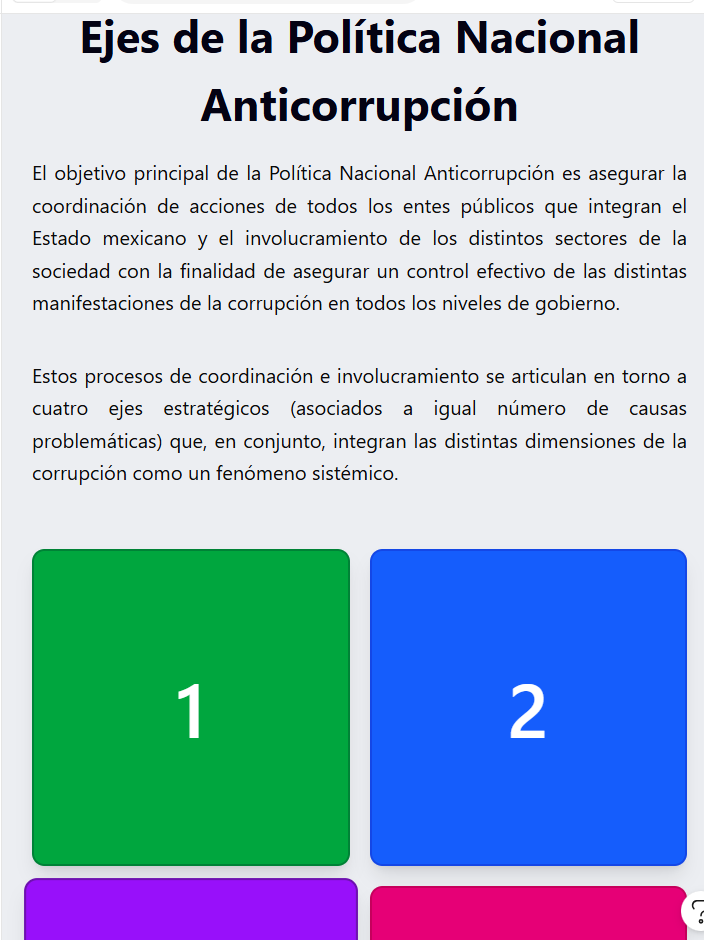 Ejes de la Política Nacional
Anticorrupción
El objetivo principal de la Política Nacional Anticorrupción es asegurar la
coordinación de acciones de todos los entes públicos que integran el
Estado mexicano y el involucramiento de los distintos sectores de la
sociedad con la finalidad de asegurar un control efectivo de las distintas
manifestaciones de la corrupción en todos los niveles de gobierno.
Estos procesos de coordinación e involucramiento se articulan en torno a
cuatro ejes estratégicos (asociados a igual número de causas
problemáticas) que, en conjunto, integran las distintas dimensiones de la
corrupción como un fenómeno sistémico.
1
2